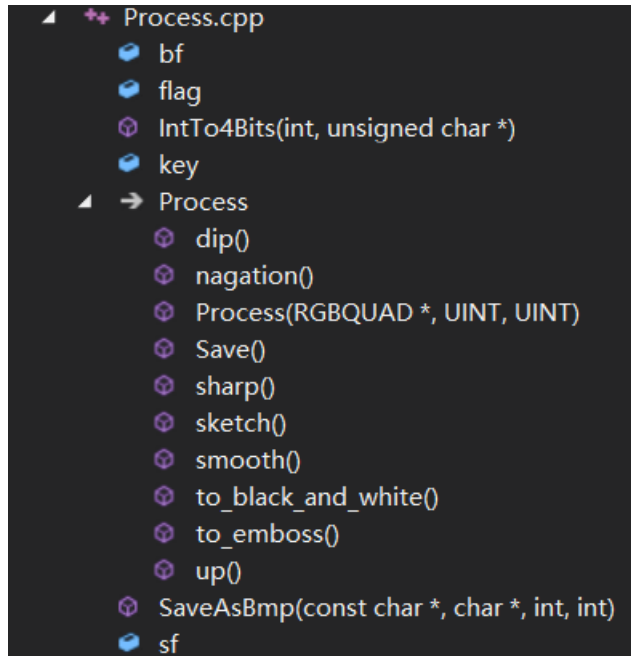 Process.cpp
bf
flag
IntTo4Bits(int, unsigned char *)
key
Process
dip()
nagation()
Process(RGBQUAD *, UINT, UINT)
Save()
sharp()
sketch()
smooth()
to_black_and_white()
to_emboss()
up()
SaveAsBmp(const char *, char *, int, int)
sf